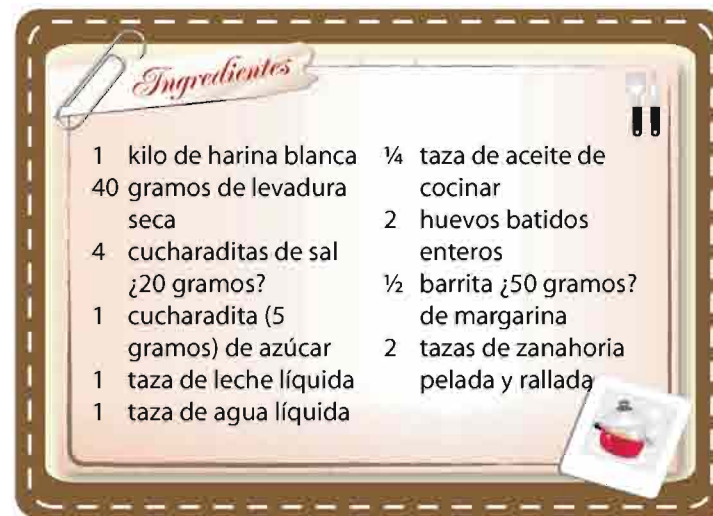 Ingredientes
1 kilo de harina blanca
40 gramos de levadura
seca
4 cucharaditas de sal
¿20 gramos?
1 cucharadita (5
gramos) de azúcar
1 taza de leche líquida
1 taza de agua líquida
¼ taza de aceite de
cocinar
2 huevos batidos
enteros
½ barrita ¿50 gramos?
de margarina
2 tazas de zanahoria
pelada y rallada